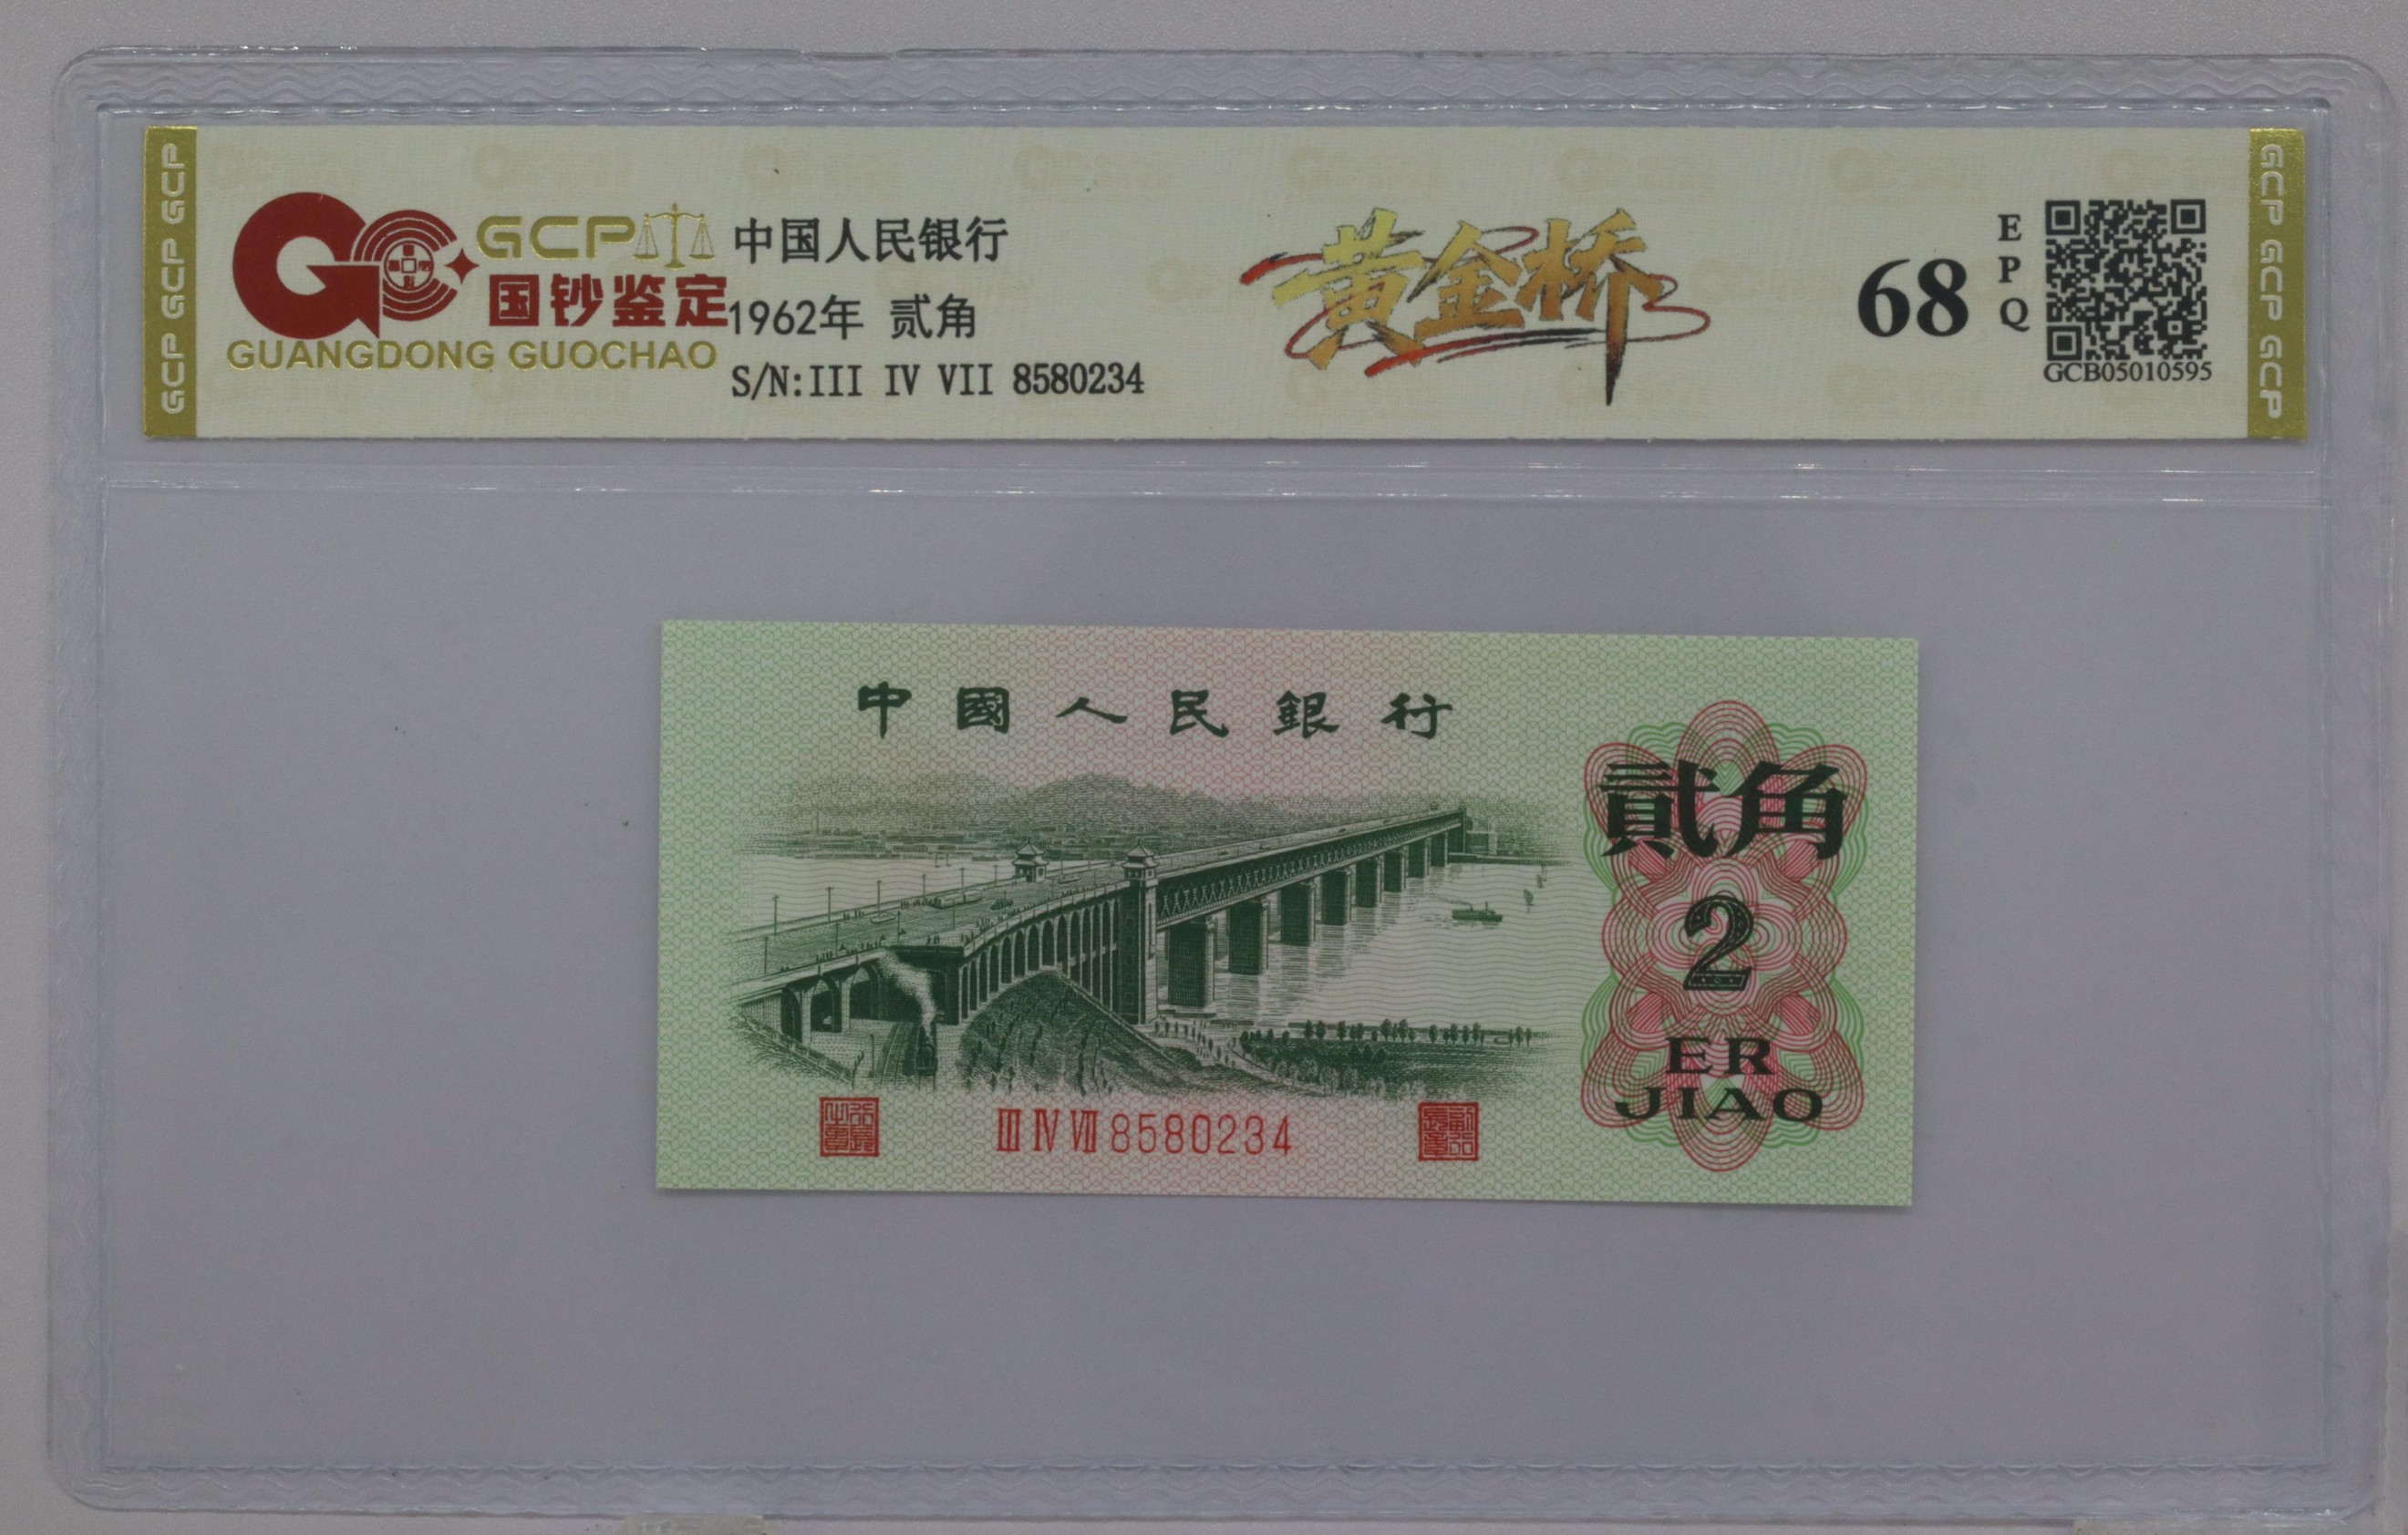 GCP GCP GCP
GCP
国钞鉴定
GUANGDONG GUOCHAO
中国人民银行
1962年 贰角
S/N:III IV VII 8580234
黄金桥
68
EPQ
GCB05010595
GCP GCP GCP
中國人民銀行
貳角
2
ER
JIAO
III IV VII 8580234